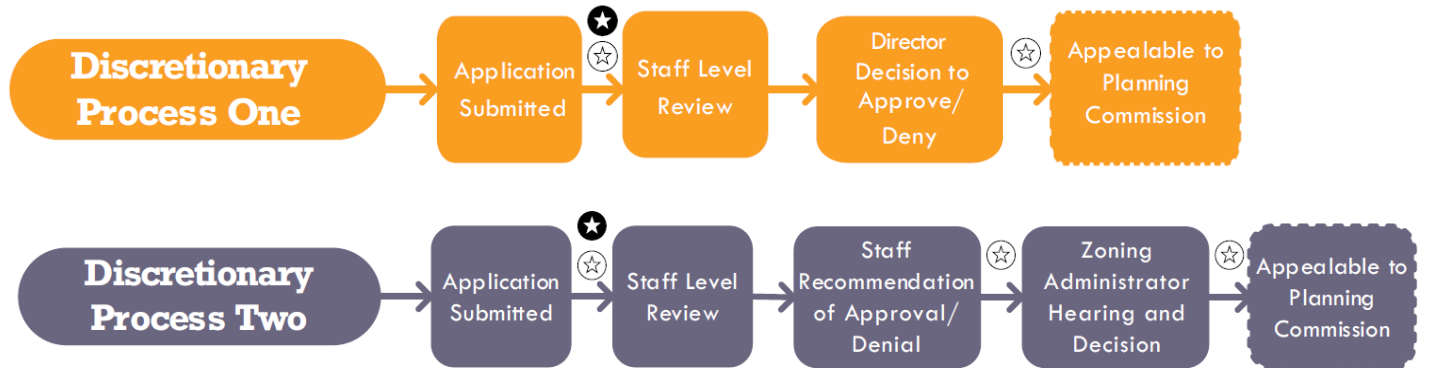 Discretionary
Process One
Application
Submitted
Staff Level
Review
Director
Decision to
Approve/
Deny
Appealable to
Planning
Commission
Discretionary
Process Two
Application
Submitted
Staff Level
Review
Staff
Recommendation
of Approval/
Denial
Zoning
Administrator
Hearing and
Decision
Appealable to
Planning
Commission